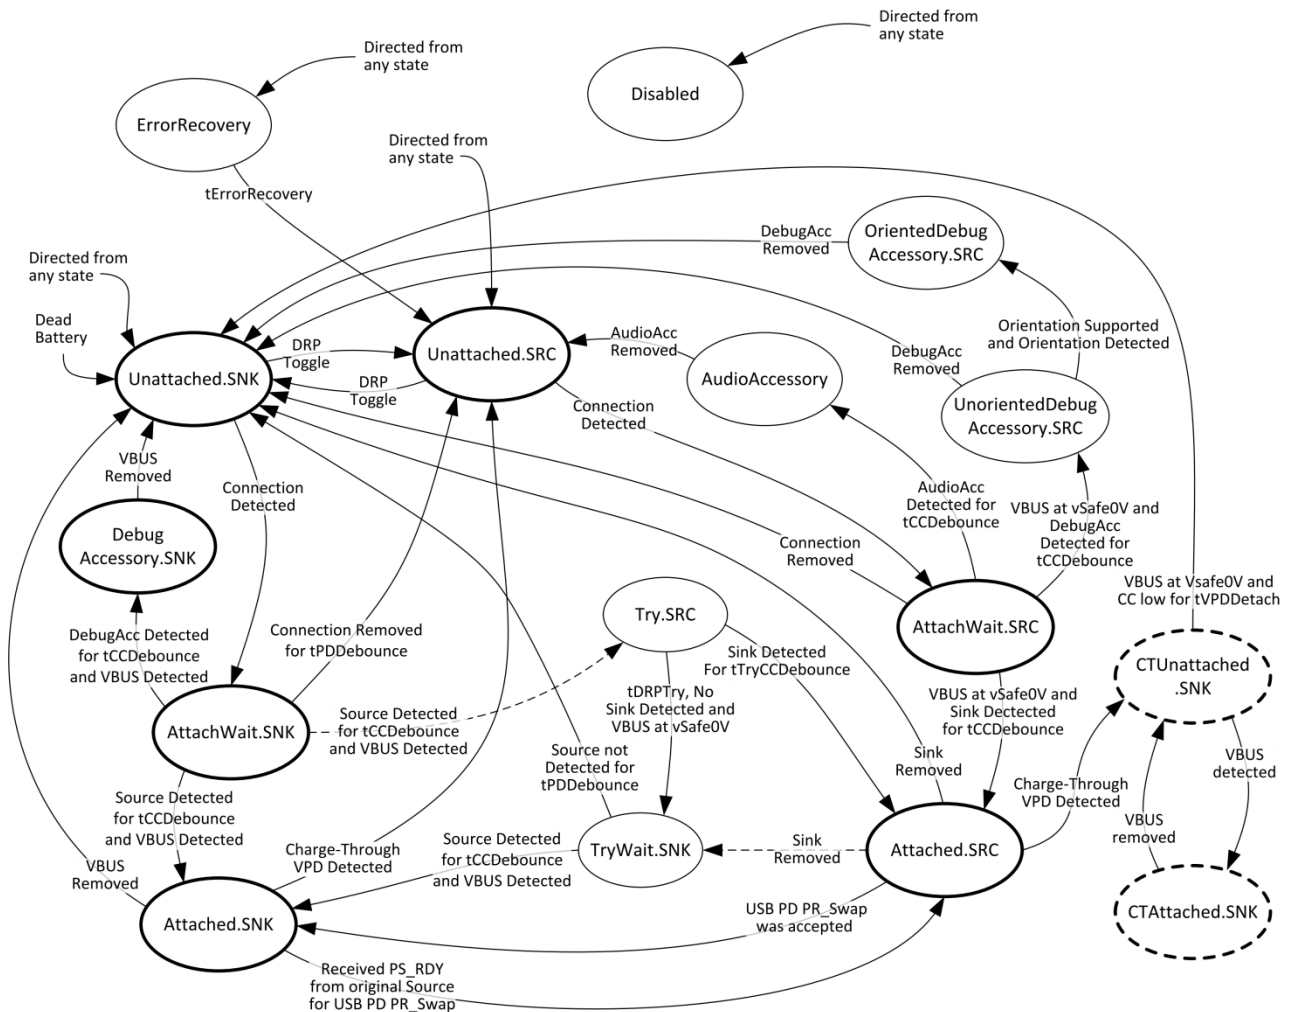 Directed from
any state
Directed from
any state
Disabled
ErrorRecovery
Directed from
any state
tErrorRecovery
OrientedDebug
Accessory.SRC
DebugAcc
Removed
Directed from
any state
Dead
Battery
Orientation Supported
and Orientation Detected
AudioAcc
Removed
DRP
Toggle
Unattached.SRC
DebugAcc
Removed
Unattached.SNK
AudioAccessory
DRP
Toggle
UnorientedDebug
Accessory.SRC
Connection
Detected
VBUS
Removed
Connection
Detected
AudioAcc
Detected for
tCCDebounce
VBUS at vSafe0V and
DebugAcc
Detected for
tCCDebounce
Debug
Accessory.SNK
Connection
Removed
VBUS at Vsafe0V and
CC low for tVPDDetach
Try.SRC
AttachWait.SRC
DebugAcc Detected
for tCCDebounce
and VBUS Detected
Connection Removed
for tPDDebounce
Sink Detected
For tTryCCDebounce
CTUnattached
.SNK
tDRPTry, No
Sink Detected and
VBUS at vSafe0V
VBUS at vSafe0V and
Sink Dectected
for tCCDebounce
AttachWait.SNK
Source Detected
for tCCDebounce
and VBUS Detected
Source not
Detected for
tPDDebounce
Sink
Removed
VBUS
detected
Charge-Through
VPD Detected
Source Detected
for tCCDebounce
and VBUS Detected
VBUS
removed
Source Detected
for tCCDebounce
and VBUS Detected
TryWait.SNK
Sink
Removed
Attached.SRC
Charge-Through
VPD Detected
VBUS
Removed
Attached.SNK
USB PD PR_Swap
was accepted
CTAttached.SNK
Received PS_RDY
from original Source
for USB PD PR_Swap